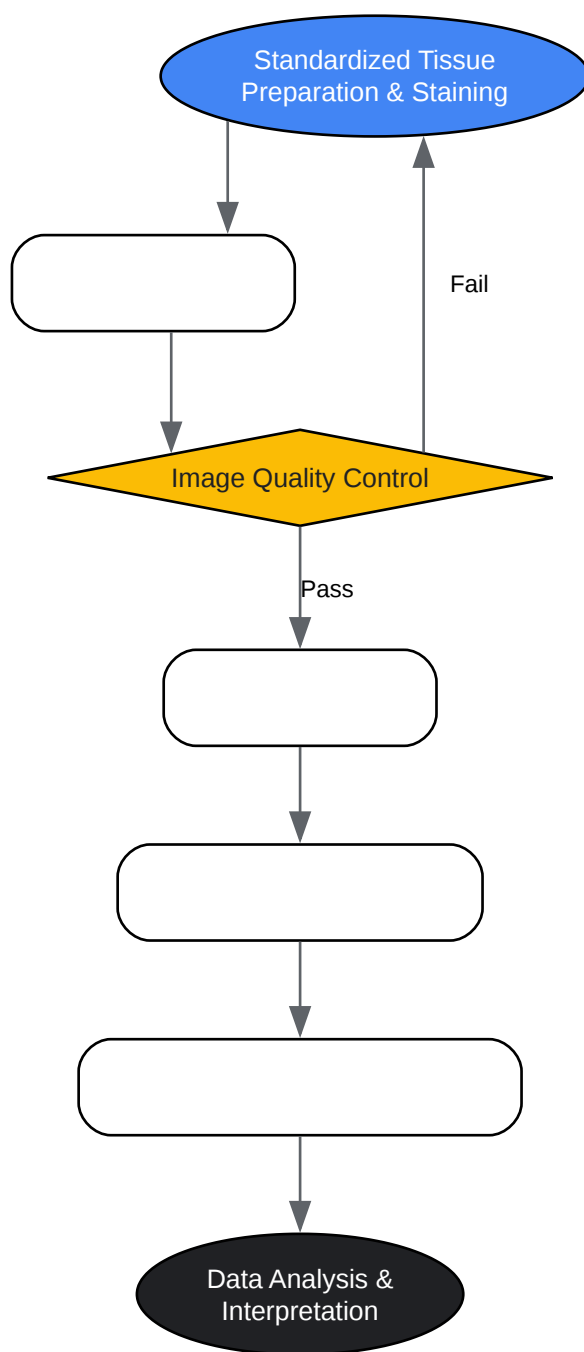 Standardized Tissue
Preparation & Staining
Fail
Image Quality Control
Pass
Data Analysis &
Interpretation